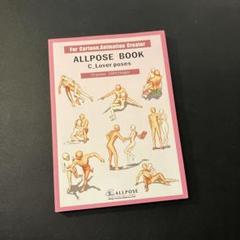 For Cartoon.Animation Creator
ALLPOSE BOOK
C_Lover poses
ALLPOSE